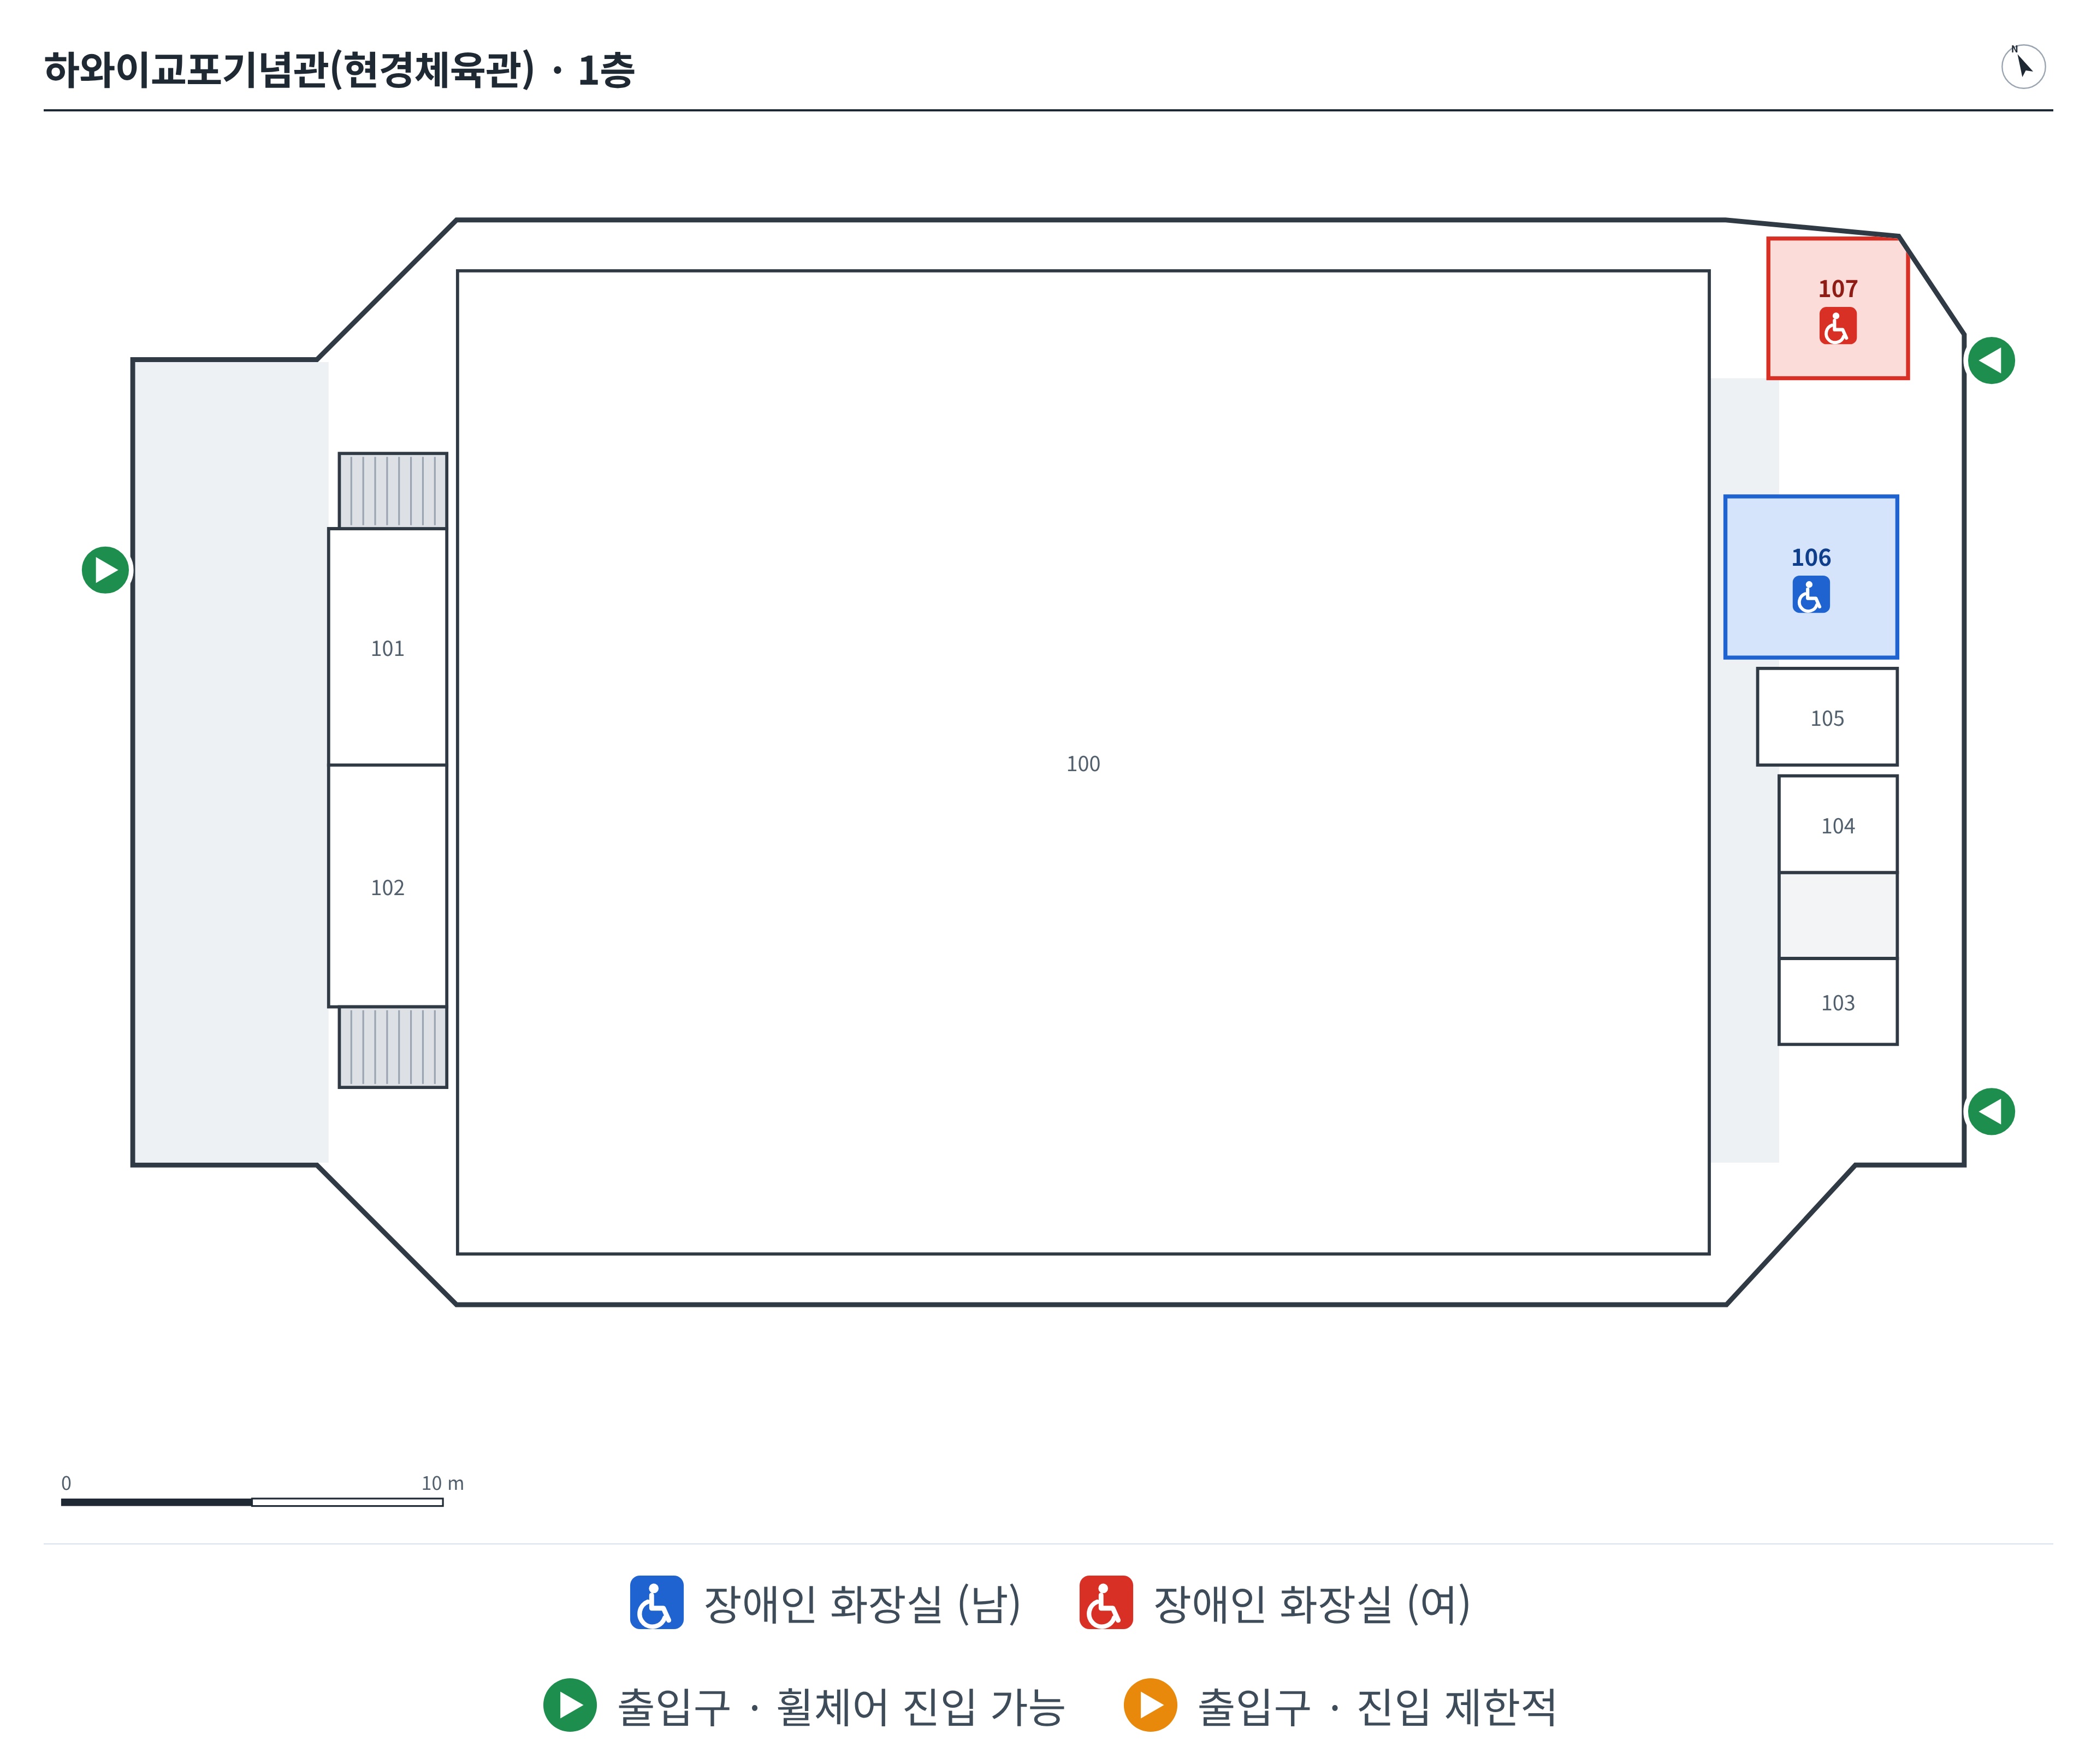 하와이교포기념관(현경체육관) · 1층
N
107
106
101
105
100
104
102
103
0 10 m
장애인 화장실 (남) 장애인 화장실 (여)
출입구 · 휠체어 진입 가능 출입구 · 진입 제한적